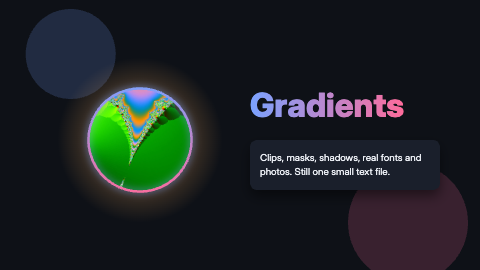 Gradients
Clips, masks, shadows, real fonts and
photos. Still one small text file.